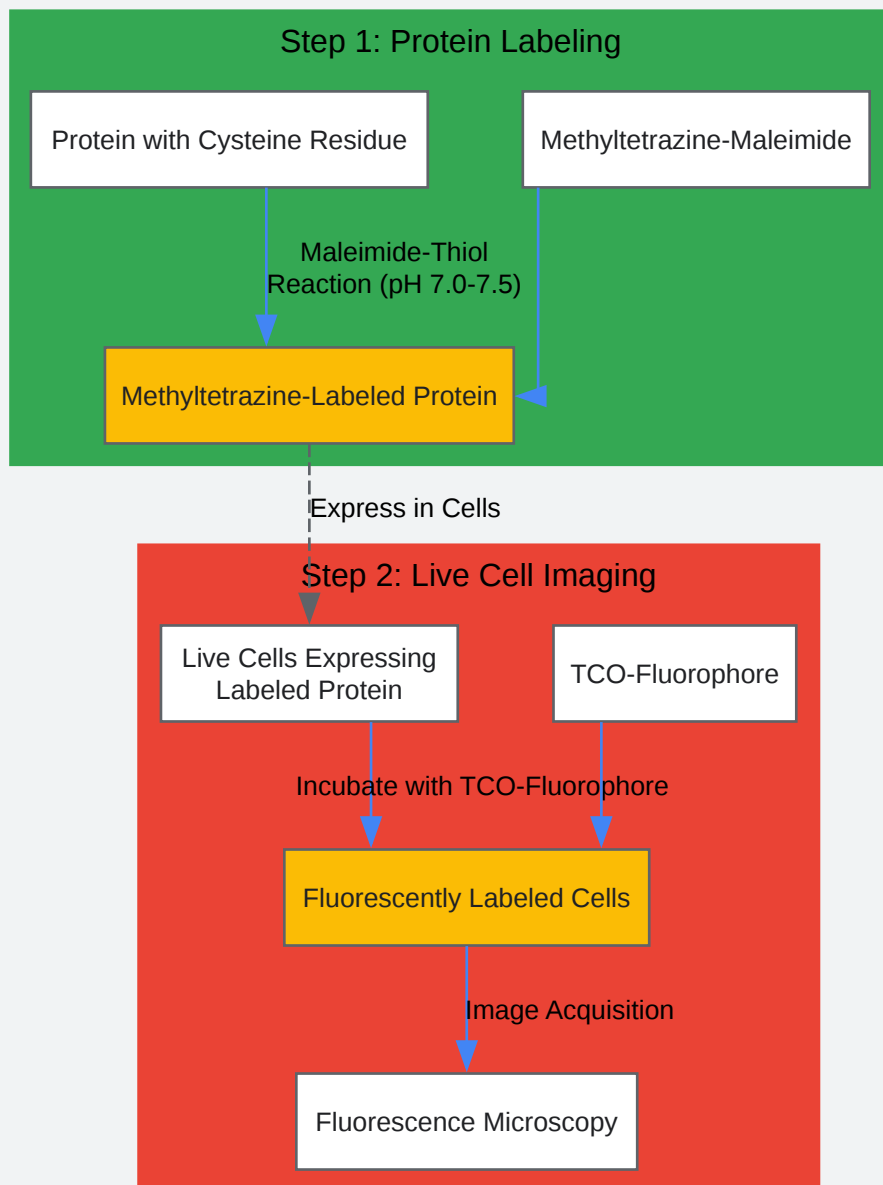 Step 1: Protein Labeling
Protein with Cysteine Residue
Methyltetrazine-Maleimide
Maleimide-Thiol
Reaction (pH 7.0-7.5)
Methyltetrazine-Labeled Protein
Express in Cells
Step 2: Live Cell Imaging
Live Cells Expressing
Labeled Protein
TCO-Fluorophore
Incubate with TCO-Fluorophore
Fluorescently Labeled Cells
Image Acquisition
Fluorescence Microscopy